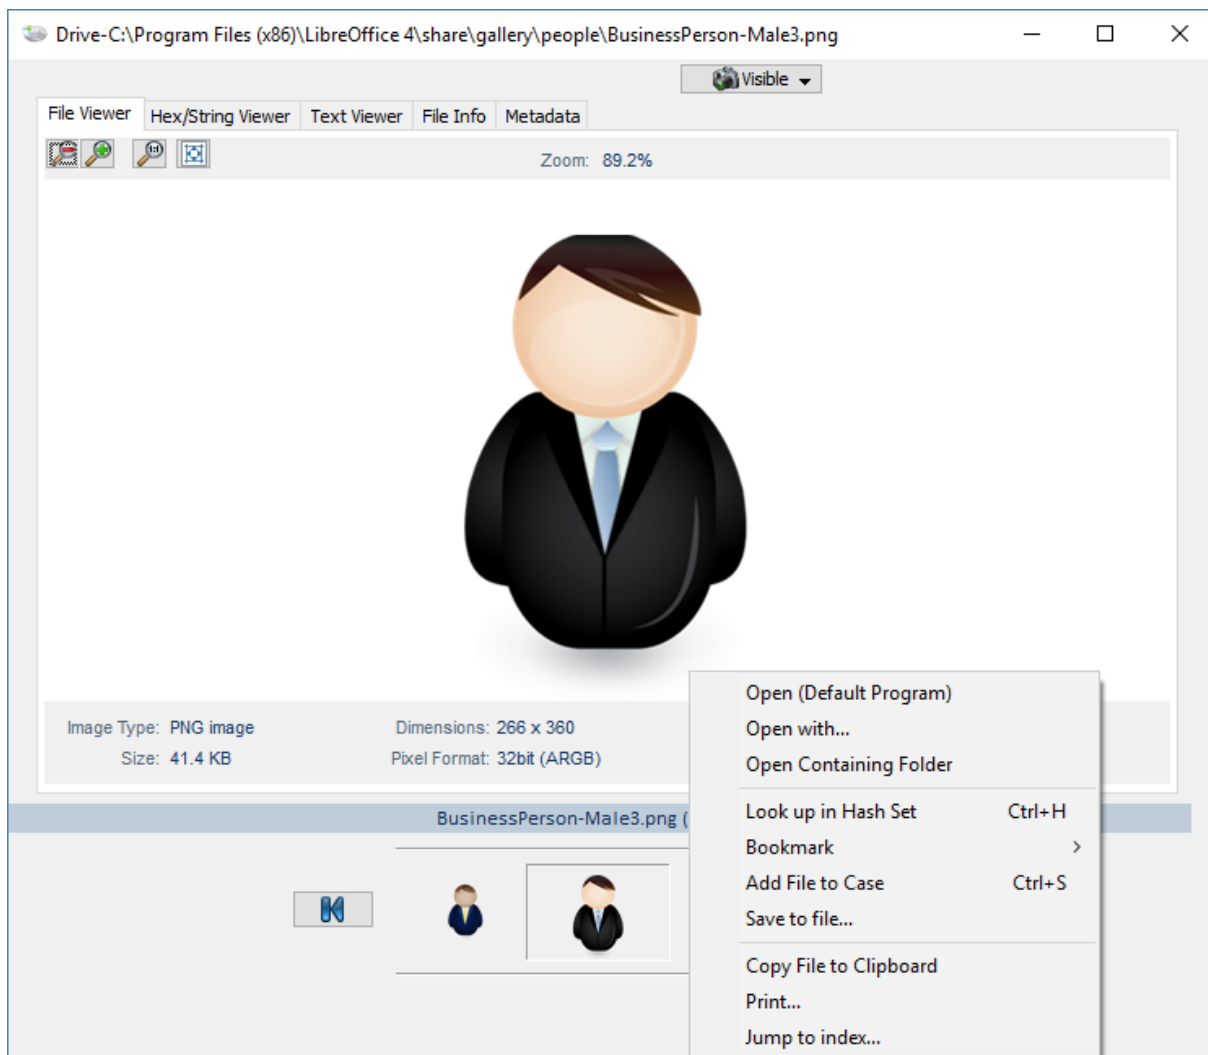 Drive-C:\Program Files (x86)\LibreOffice 4\share\gallery\people\BusinessPerson-Male3.png
Visible
File Viewer Hex/String Viewer Text Viewer File Info Metadata
1:1
Zoom: 89.2%
Image Type: PNG image Dimensions: 266 x 360
Size: 41.4 KB Pixel Format: 32bit (ARGB)
BusinessPerson-Male3.png (
Open (Default Program)
Open with...
Open Containing Folder
Look up in Hash Set Ctrl+H
Bookmark
Add File to Case Ctrl+S
Save to file...
Copy File to Clipboard
Print...
Jump to index...